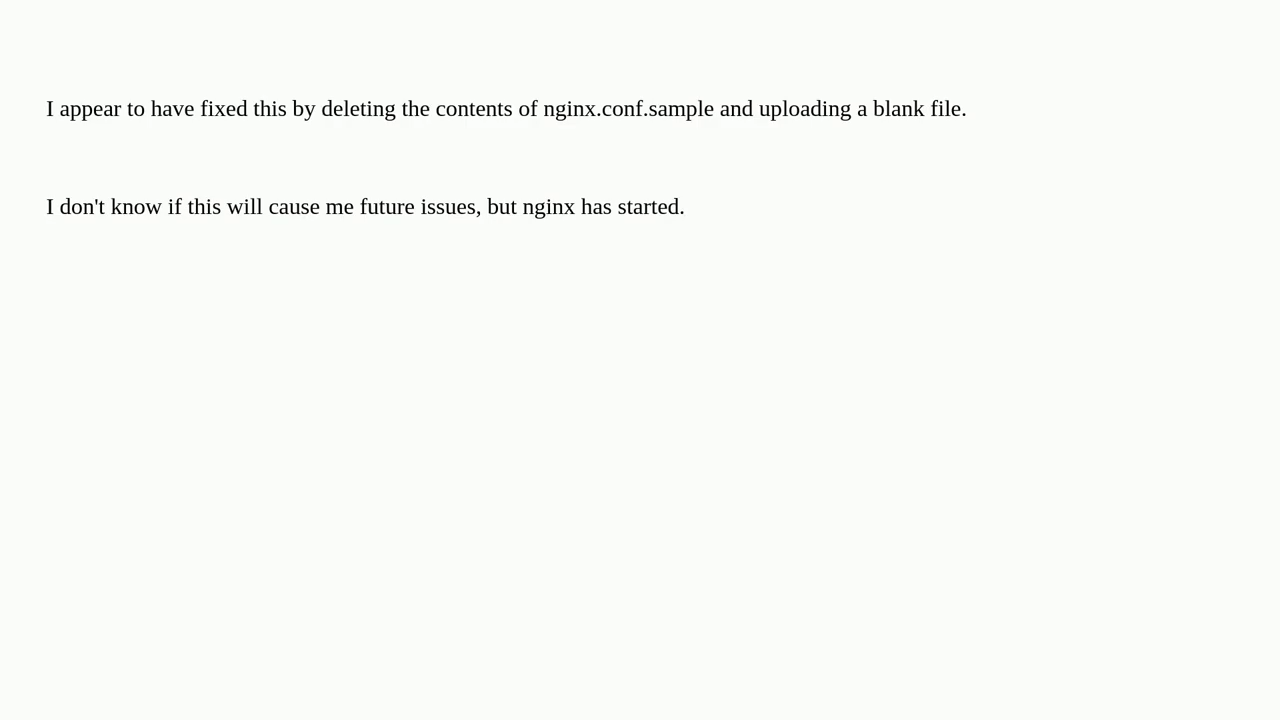 I appear to have fixed this by deleting the contents of nginx.conf.sample and uploading a blank file.
I don't know if this will cause me future issues, but nginx has started.